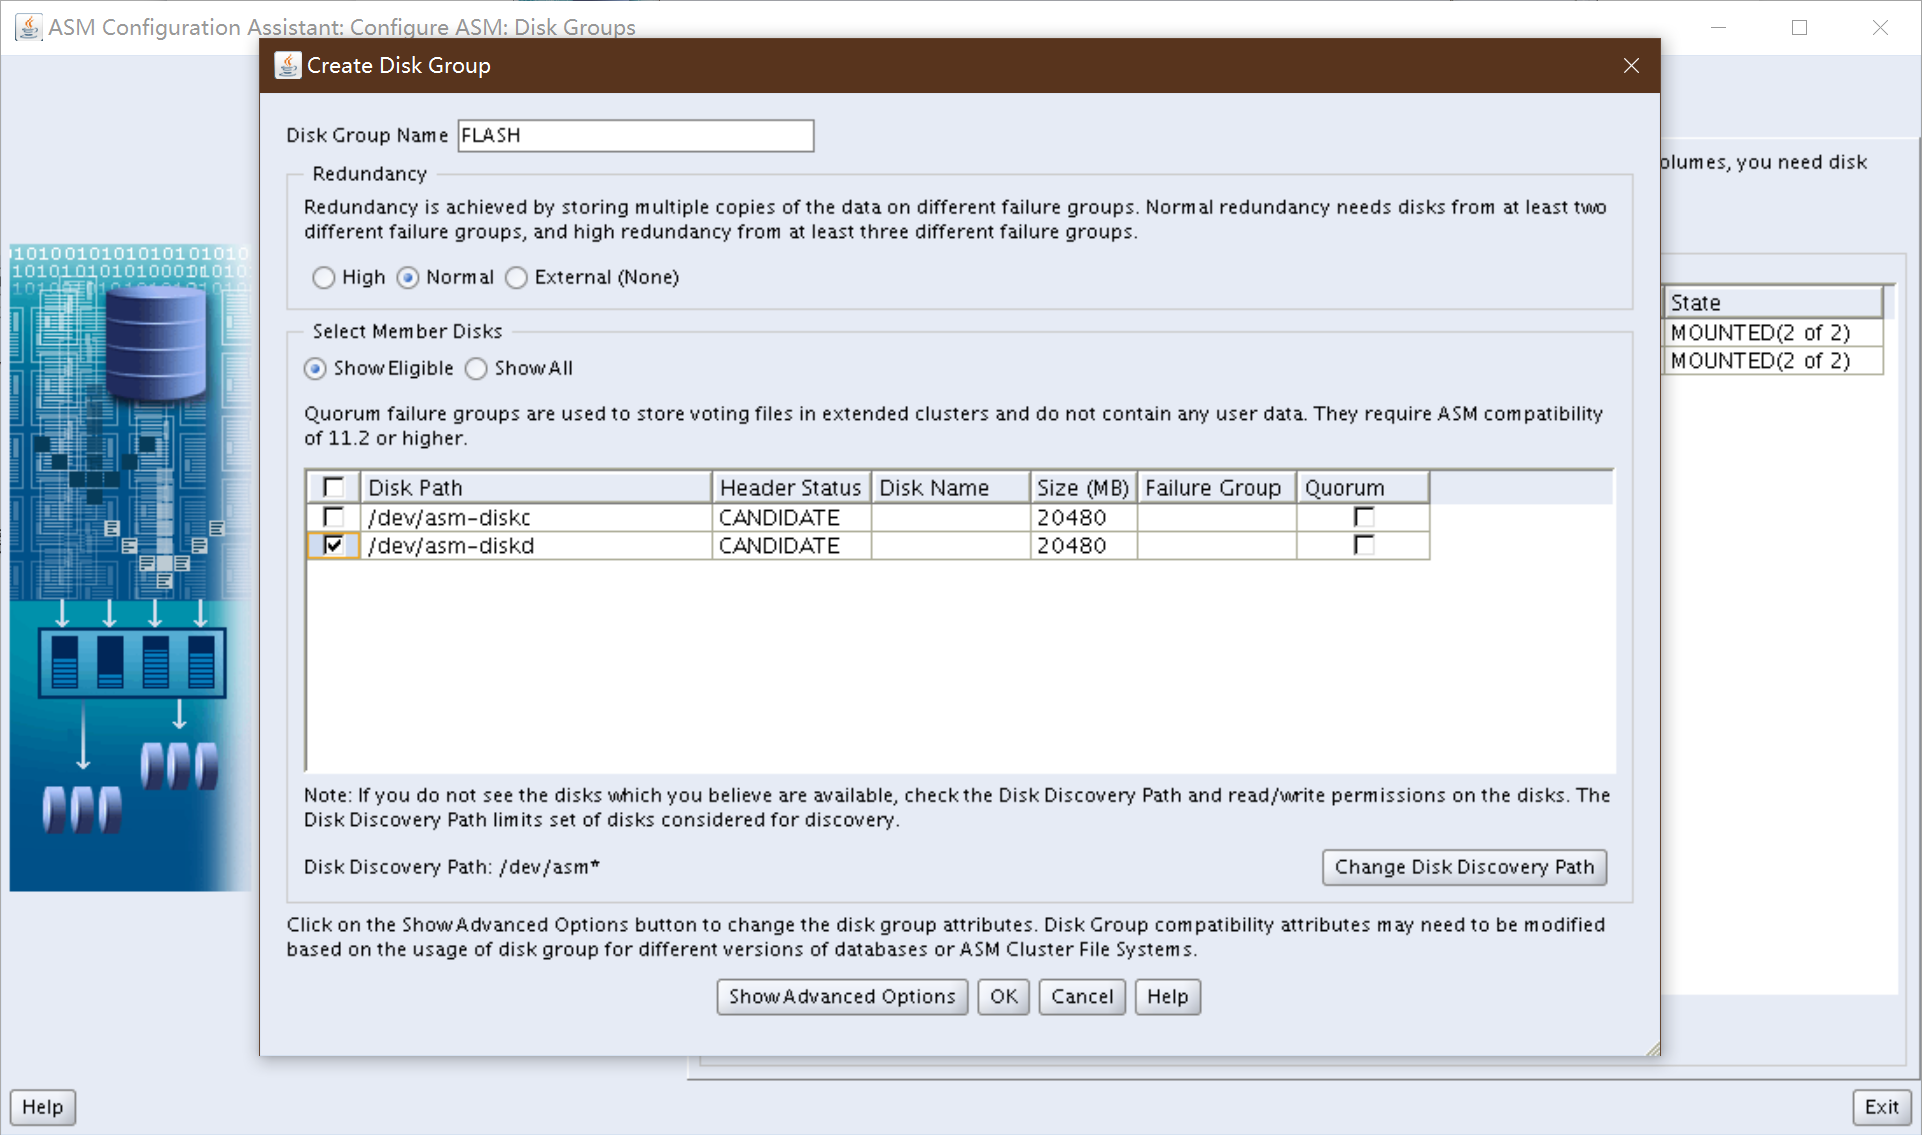 ASM Configuration Assistant: Configure ASM: Disk Groups
Create Disk Group
Disk Group Name FLASH
Redundancy
Redundancy is achieved by storing multiple copies of the data on different failure groups. Normal redundancy needs disks from at least two
different failure groups, and high redundancy from at least three different failure groups.
High Normal External (None)
Select Member Disks
Show Eligible Show All
Quorum failure groups are used to store voting files in extended clusters and do not contain any user data. They require ASM compatibility
of 11.2 or higher.
Disk Path Header Status Disk Name Size (MB) Failure Group Quorum
/dev/asm-diskc CANDIDATE 20480
/dev/asm-diskd CANDIDATE 20480
Note: If you do not see the disks which you believe are available, check the Disk Discovery Path and read/write permissions on the disks. The
Disk Discovery Path limits set of disks considered for discovery.
Disk Discovery Path: /dev/asm* Change Disk Discovery Path
Click on the Show Advanced Options button to change the disk group attributes. Disk Group compatibility attributes may need to be modified
based on the usage of disk group for different versions of databases or ASM Cluster File Systems.
Show Advanced Options OK Cancel Help
olumes, you need disk
State
MOUNTED(2 of 2)
MOUNTED(2 of 2)
Help Exit